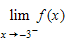 lim f(x)
x→-3⁻